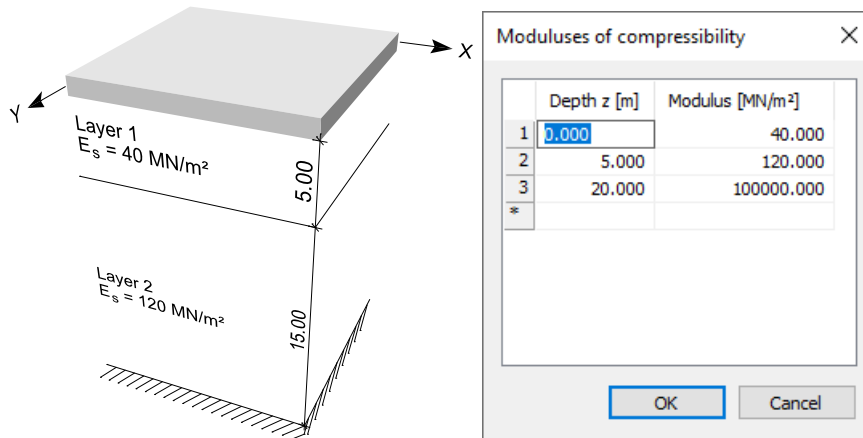 X
Y
Layer 1
Eₛ = 40 MN/m²
5.00
Layer 2
Eₛ = 120 MN/m²
15.00
Moduluses of compressibility
Depth z [m] Modulus [MN/m²]
1 0.000 40.000
2 5.000 120.000
3 20.000 100000.000
*
OK Cancel